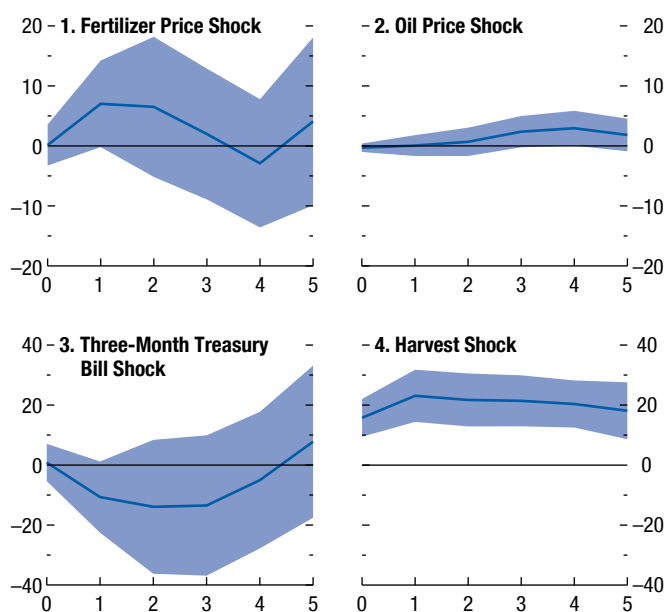 1. Fertilizer Price Shock
20
10
0
–10
–20
0 1 2 3 4 5
2. Oil Price Shock
20
10
0
–10
–20
0 1 2 3 4 5
3. Three-Month Treasury
Bill Shock
40
20
0
–20
–40
0 1 2 3 4 5
4. Harvest Shock
40
20
0
–20
–40
0 1 2 3 4 5